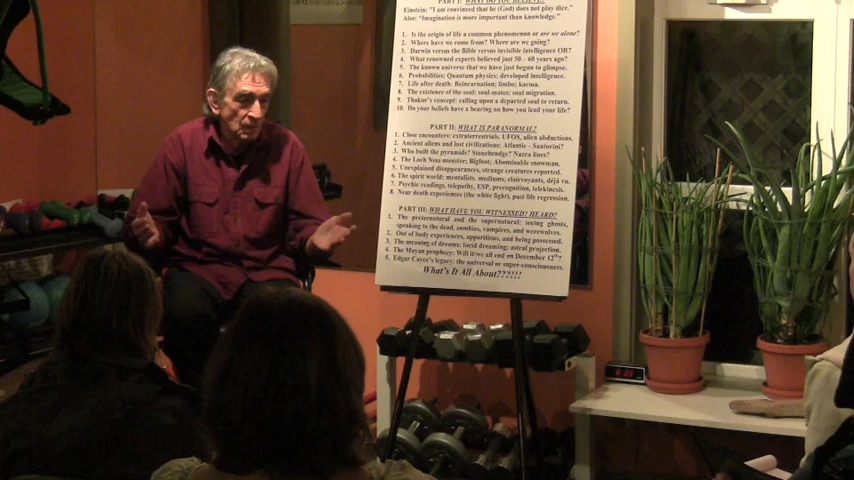 PART I: WHAT DO YOU BELIEVE?
Einstein: "I am convinced that he (God) does not play dice."
Also: "Imagination is more important than knowledge."
1. Is the origin of life a common phenomenon or are we alone?
2. Where have we come from? Where are we going?
3. Darwin versus the Bible versus invisible intelligence OR?
4. What renowned experts believed just 50 - 60 years ago?
5. The known universe that we have just begun to glimpse.
6. Probabilities: Quantum physics; developed intelligence.
7. Life after death: Reincarnation; limbo; karma.
8. The existence of the soul: soul-mates; soul migration.
9. Thakur's concept: calling upon a departed soul to return.
10. Do your beliefs have a bearing on how you lead your life?
PART II: WHAT IS PARANORMAL?
1. Close encounters: extraterrestrials, UFOS, alien abductions.
2. Ancient aliens and lost civilizations: Atlantis – Santorini?
3. Who built the pyramids? Stonehendge? Nazca lines?
4. The Loch Ness monster; Bigfoot; Abominable snowman.
5. Unexplained disappearances, strange creatures reported.
6. The spirit world: mentalists, mediums, clairvoyants, déjà vu.
7. Psychic readings, telepathy, ESP, precognition, telekinesis.
8. Near death experiences (the white light), past life regression.
PART III: WHAT HAVE YOU WITNESSED? HEARD?
1. The preternatural and the supernatural: seeing ghosts,
speaking to the dead, zombies, vampires, and werewolves.
2. Out of body experiences, apparitions, and being possessed.
3. The meaning of dreams: lucid dreaming; astral projection.
4. The Mayan prophecy: Will it/we all end on December 12th?
5. Edgar Cayce's legacy: the universal or super-consciousness.
What's It All About???!!!